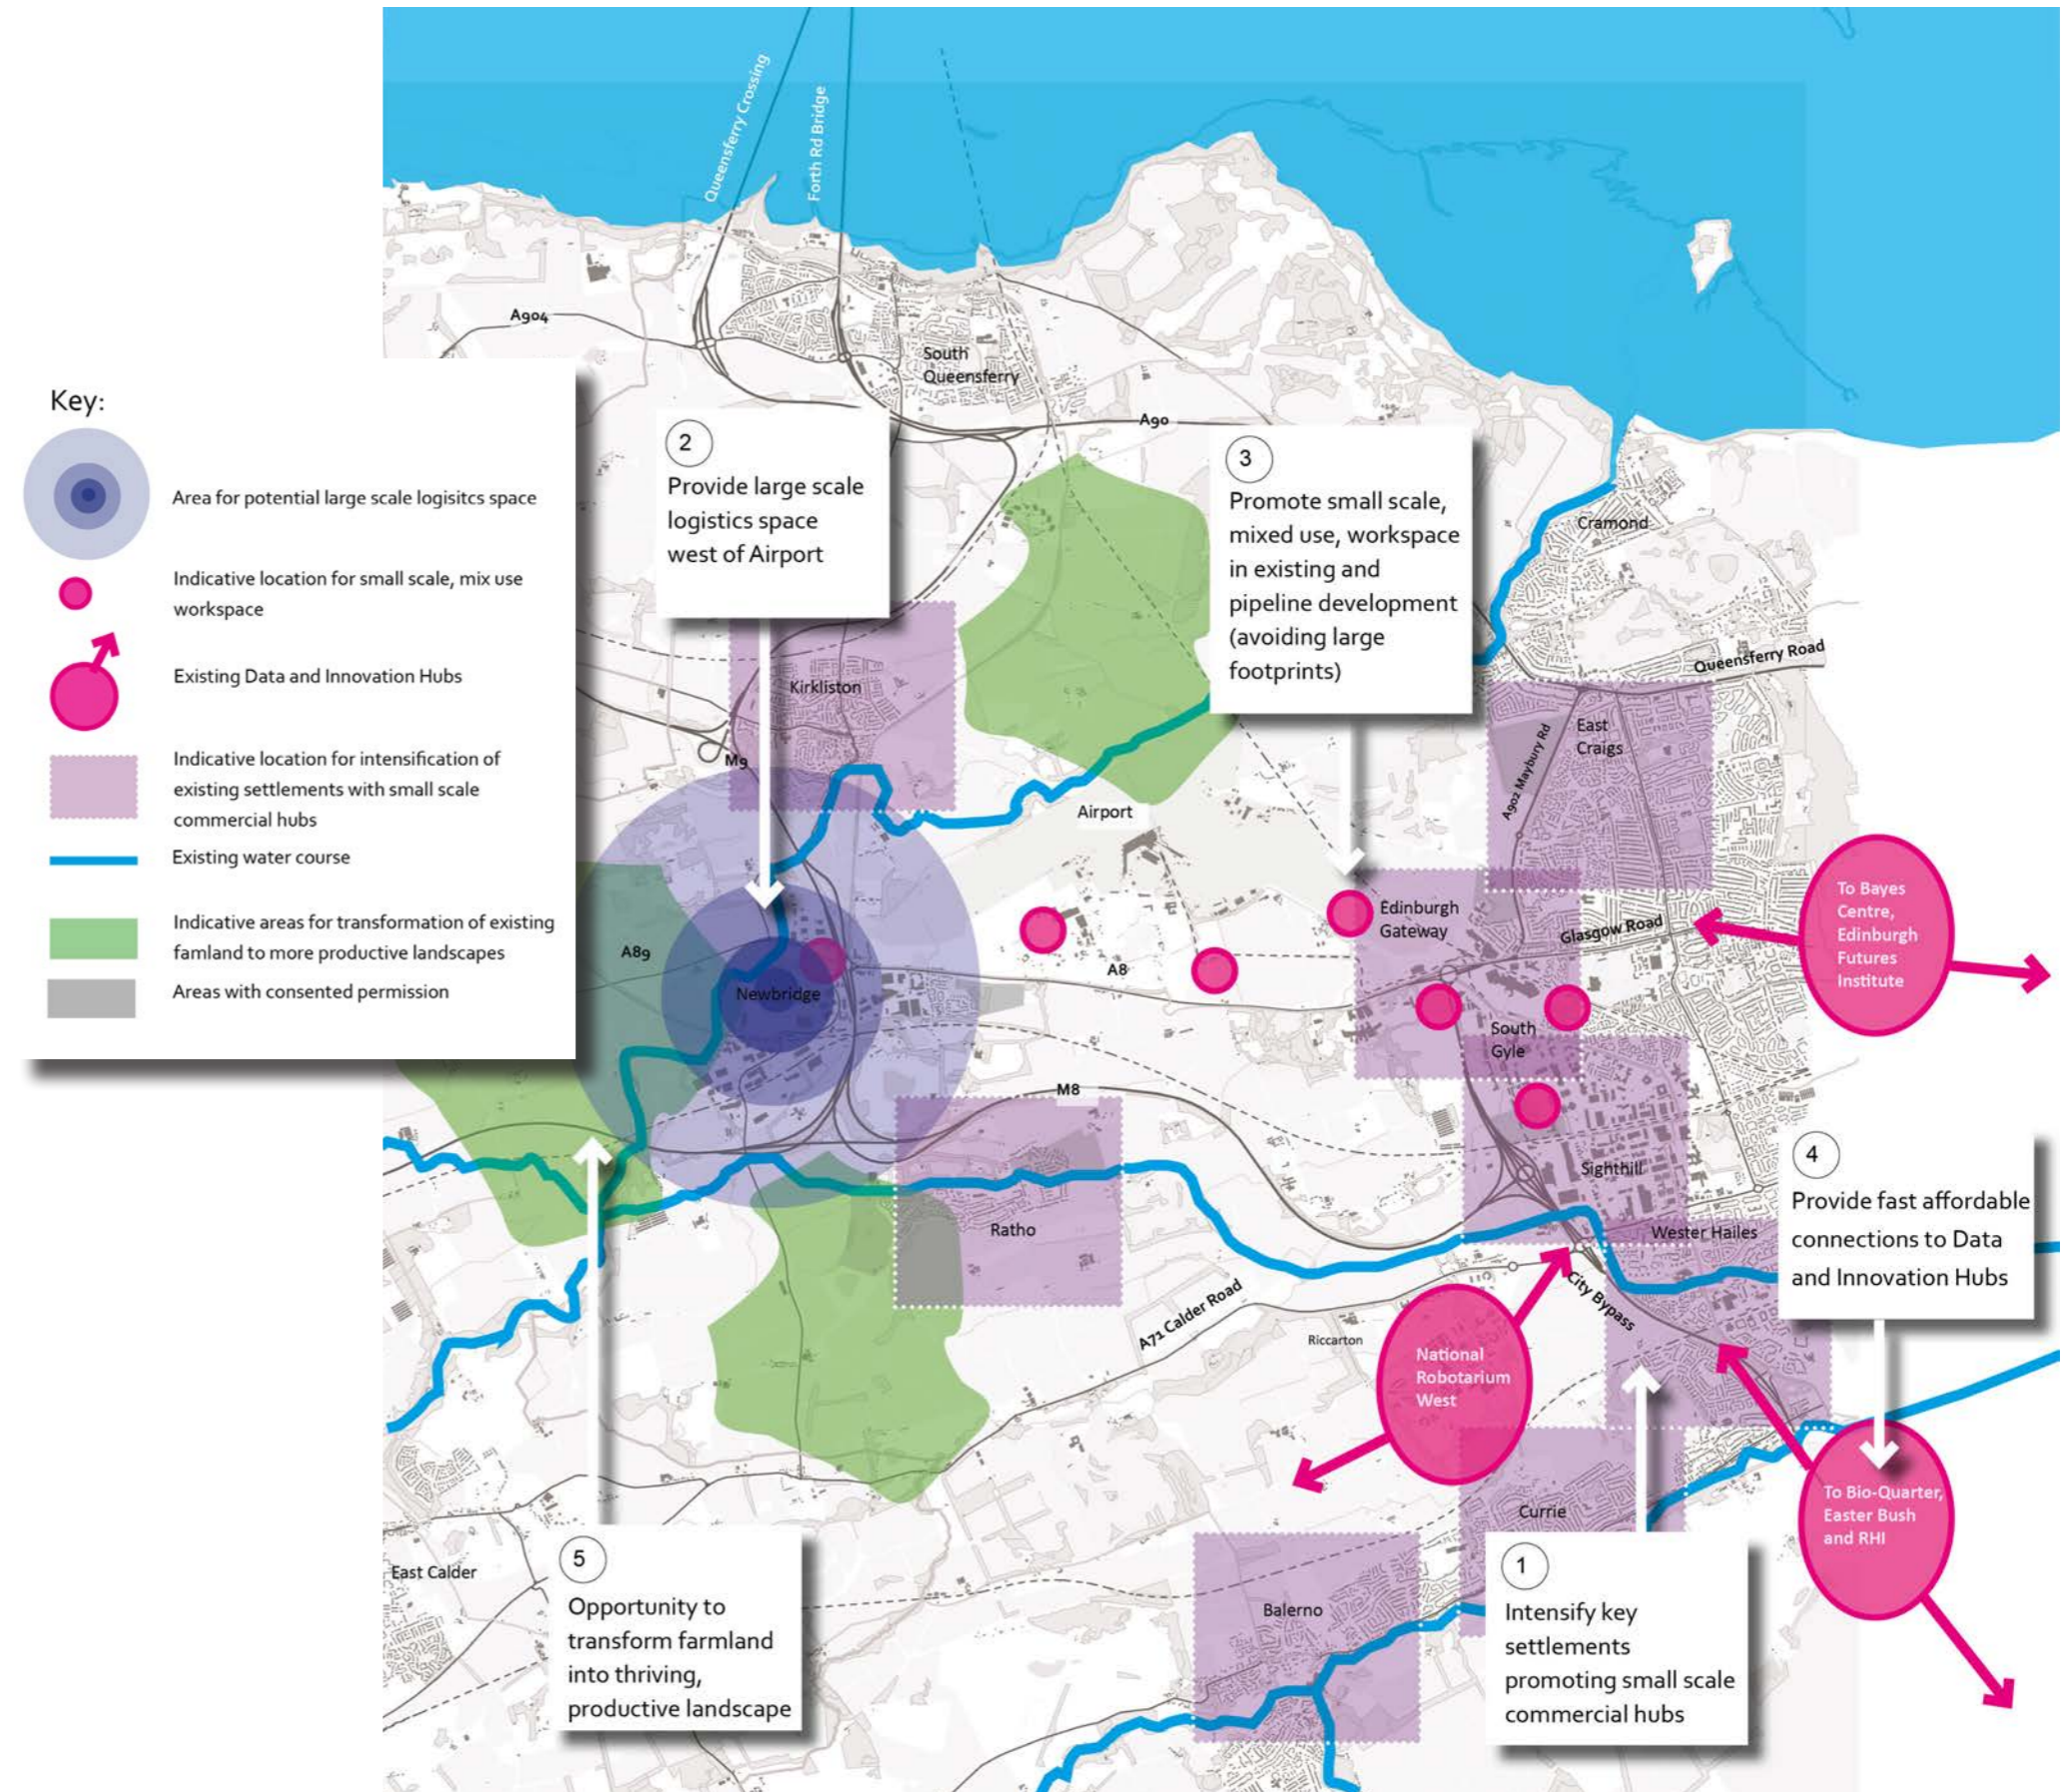 Queensferry Crossing
Forth Rd Bridge
A904
South
Queensferry
A90
Key:
Area for potential large scale logisitcs space
Indicative location for small scale, mix use
workspace
Existing Data and Innovation Hubs
Indicative location for intensification of
existing settlements with small scale
commercial hubs
Existing water course
Indicative areas for transformation of existing
famland to more productive landscapes
Areas with consented permission
2
Provide large scale
logistics space
west of Airport
3
Promote small scale,
mixed use, workspace
in existing and
pipeline development
(avoiding large
footprints)
Cramond
Queensferry Road
Kirkliston
M9
East
Craigs
A902 Maybury Rd
Airport
Edinburgh
Gateway
Glasgow Road
To Bayes
Centre,
Edinburgh
Futures
Institute
A89
A8
Newbridge
South
Gyle
M8
Sighthill
Ratho
Wester Hailes
4
Provide fast affordable
connections to Data
and Innovation Hubs
City Bypass
A71 Calder Road
Riccarton
National
Robotarium
West
To Bio-Quarter,
Easter Bush
and RHI
Currie
East Calder
5
Opportunity to
transform farmland
into thriving,
productive landscape
Balerno
1
Intensify key
settlements
promoting small scale
commercial hubs